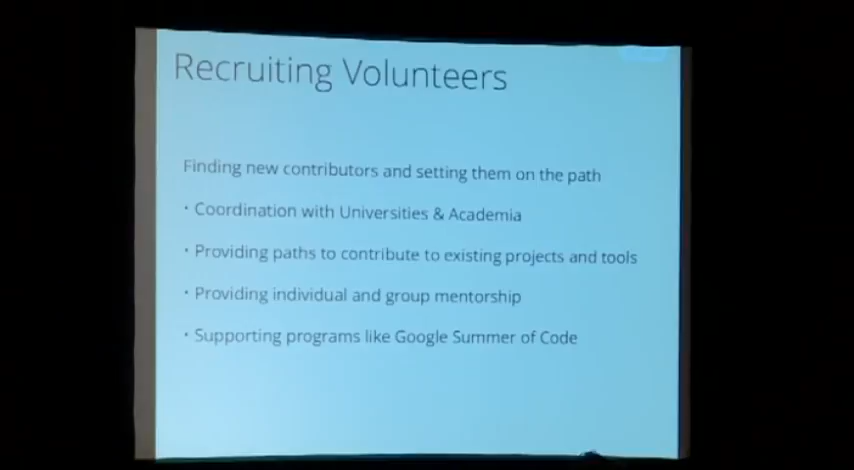 Recruiting Volunteers
Finding new contributors and setting them on the path
· Coordination with Universities & Academia
· Providing paths to contribute to existing projects and tools
· Providing individual and group mentorship
· Supporting programs like Google Summer of Code